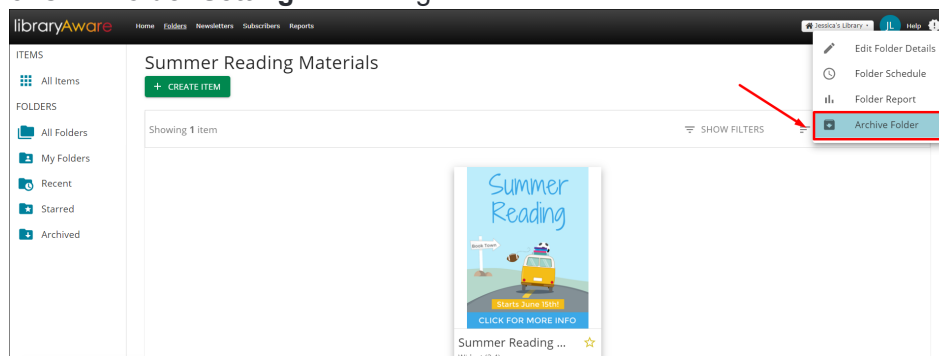 Folder Setting
libraryAware Home Folders Newsletters Subscribers Reports Jessica's Library JL Help
ITEMS
All Items
FOLDERS
All Folders
My Folders
Recent
Starred
Archived
Summer Reading Materials
+ CREATE ITEM
Showing 1 item
SHOW FILTERS
Edit Folder Details
Folder Schedule
Folder Report
Archive Folder
Summer
Reading
Book Town
Starts June 15th!
CLICK FOR MORE INFO
Summer Reading ...